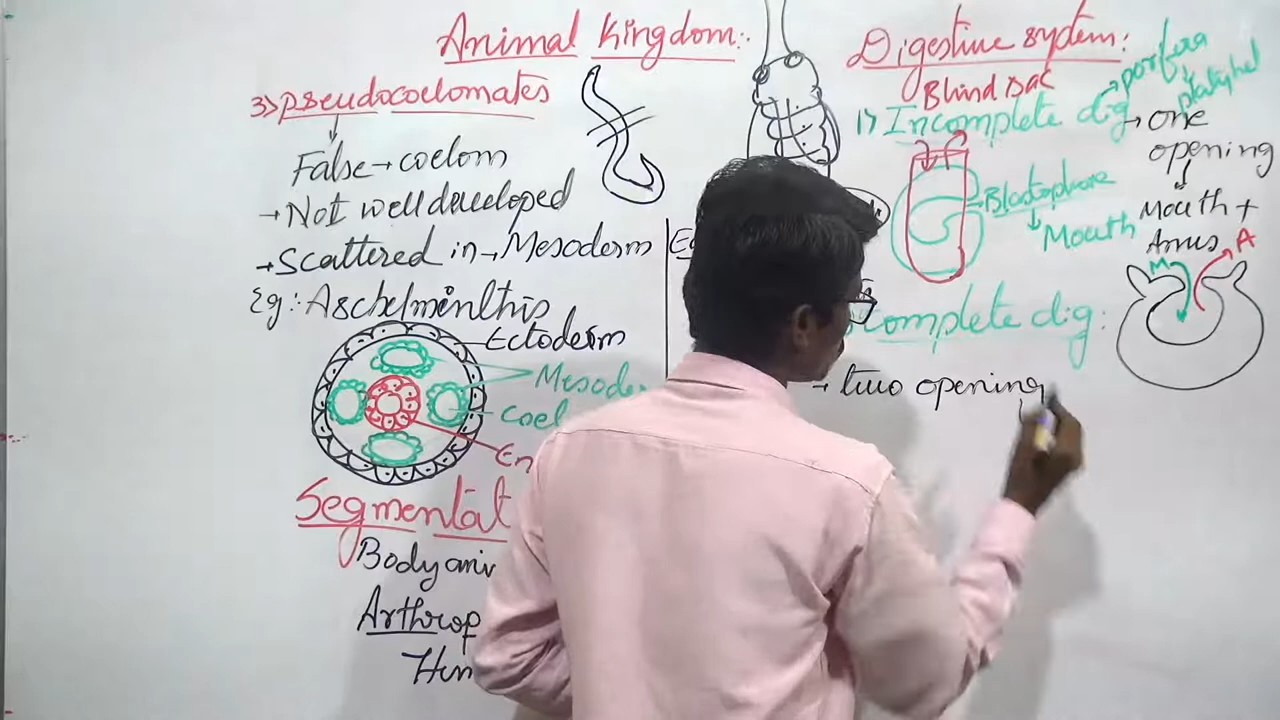 Animal Kingdom:.
3) Pseudocoelomates
False → coelom
→ Not well developed
→ Scattered in → Mesoderm
Eg:. Aschelminthis
Ectoderm
Mesode
Coel
En
Segmentat
Body
Arthrop
Digestive system:
Blind sac
1) Incomplete dig
porifera
platyhel
→ one
opening
Mouth +
Anus
Blastophore
Mouth
M
A
complete dig:
→ two opening